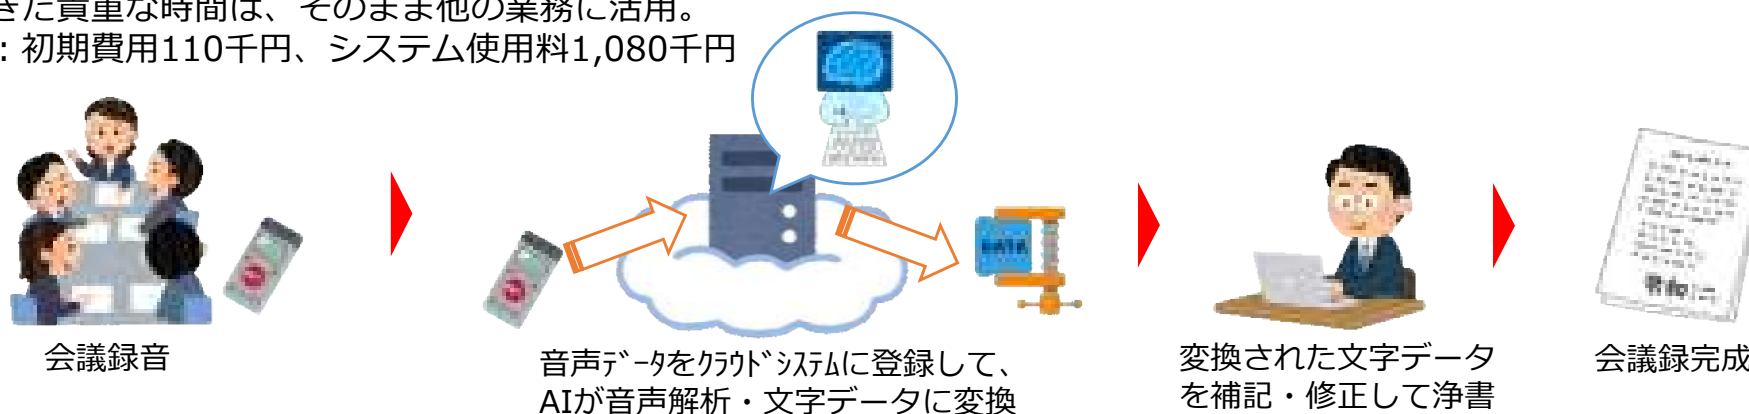 きた貴重な時間は、そのまま他の業務に活用。
：初期費用110千円、システム使用料1,080千円
DATA
会議録音
音声ﾃﾞｰﾀをｸﾗｳﾄﾞｼｽﾃﾑに登録して、
AIが音声解析・文字データに変換
変換された文字データ
を補記・修正して浄書
会議録完成